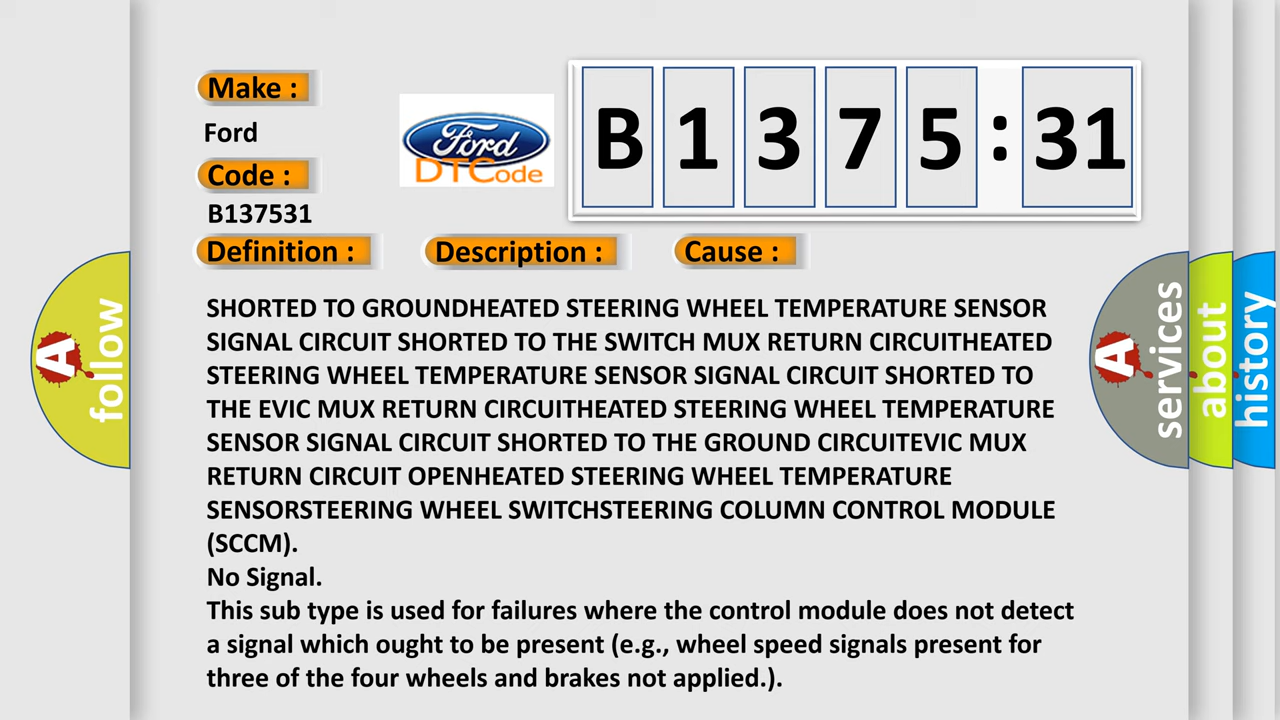 Make :
Ford
Code :
B137531
Ford
DTCode
B 1 3 7 5 : 31
Definition :
Description :
Cause :
SHORTED TO GROUNDHEATED STEERING WHEEL TEMPERATURE SENSOR
SIGNAL CIRCUIT SHORTED TO THE SWITCH MUX RETURN CIRCUITHEATED
STEERING WHEEL TEMPERATURE SENSOR SIGNAL CIRCUIT SHORTED TO
THE EVIC MUX RETURN CIRCUITHEATED STEERING WHEEL TEMPERATURE
SENSOR SIGNAL CIRCUIT SHORTED TO THE GROUND CIRCUITEVIC MUX
RETURN CIRCUIT OPENHEATED STEERING WHEEL TEMPERATURE
SENSORSTEERING WHEEL SWITCHSTEERING COLUMN CONTROL MODULE
(SCCM).
No Signal.
This sub type is used for failures where the control module does not detect
a signal which ought to be present (e.g., wheel speed signals present for
three of the four wheels and brakes not applied.).
A
follow
A
services
about
history